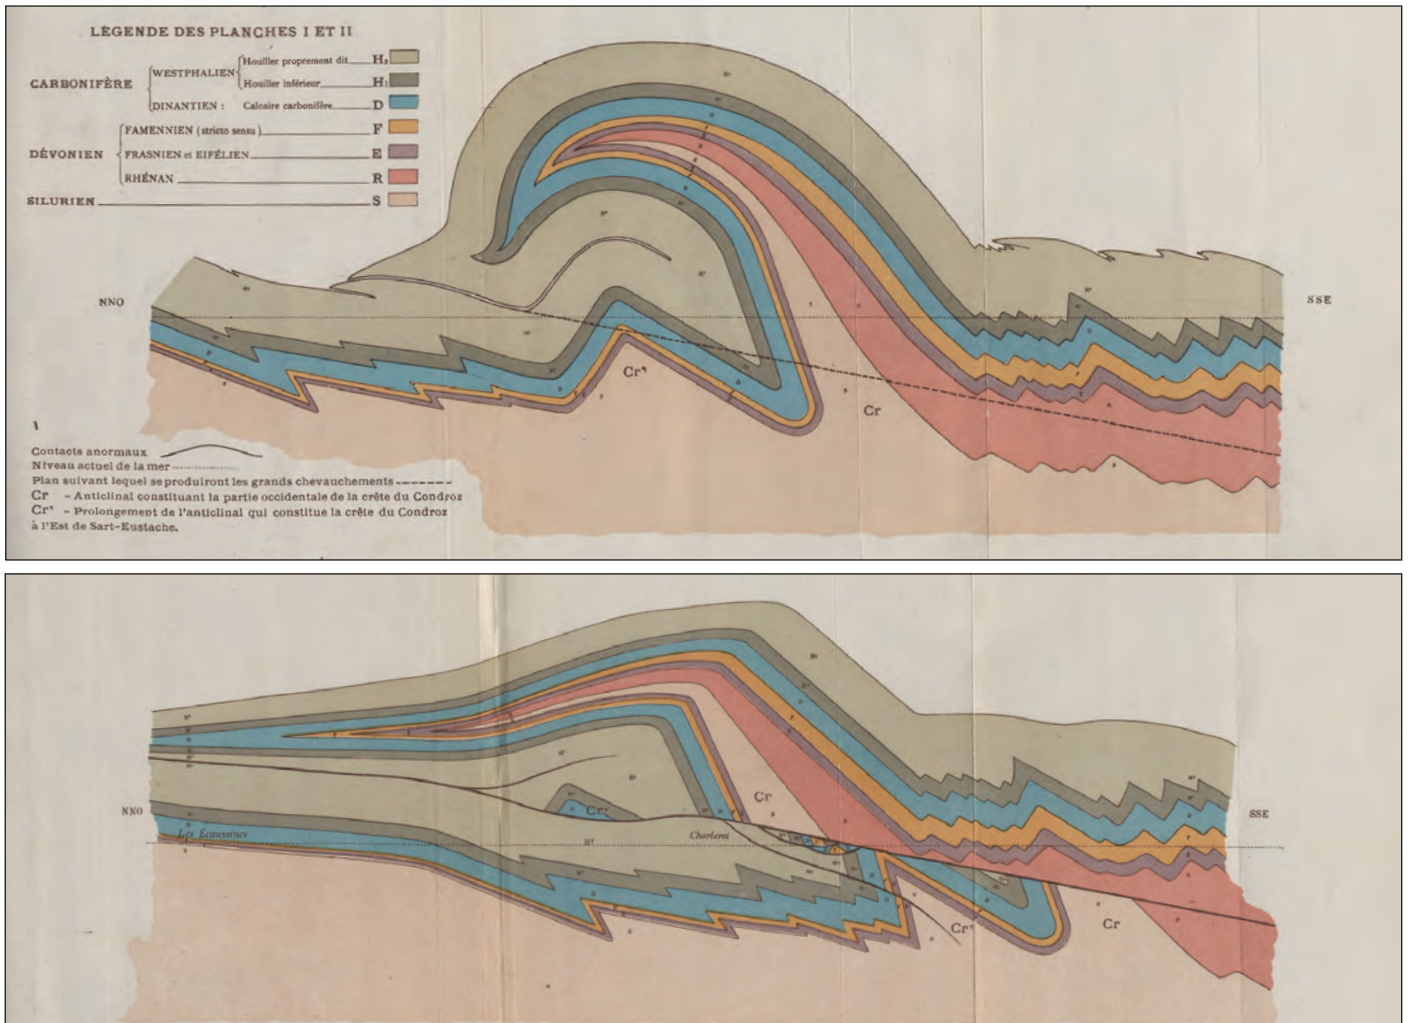 LÉGENDE DES PLANCHES I ET II
CARBONIFÈRE
WESTPHALIEN
Houiller proprement dit H₂
Houiller inférieur H₁
DINANTIEN : Calcaire carbonifère D
DÉVONIEN
FAMENNIEN (stricto sensu) F
FRASNIEN et EIFÉLIEN E
RHÉNAN R
SILURIEN S
NNO
SSE
Cr'
Cr
Contacts anormaux
Niveau actuel de la mer
Plan suivant lequel se produiront les grands chevauchements
Cr – Anticlinal constituant la partie occidentale de la crête du Condroz
Cr' – Prolongement de l'anticlinal qui constitue la crête du Condroz
à l'Est de Sart-Eustache.
Cr
Cr'
NNO
SSE
Les Ecaussines
Charleroi
Cr'
Cr